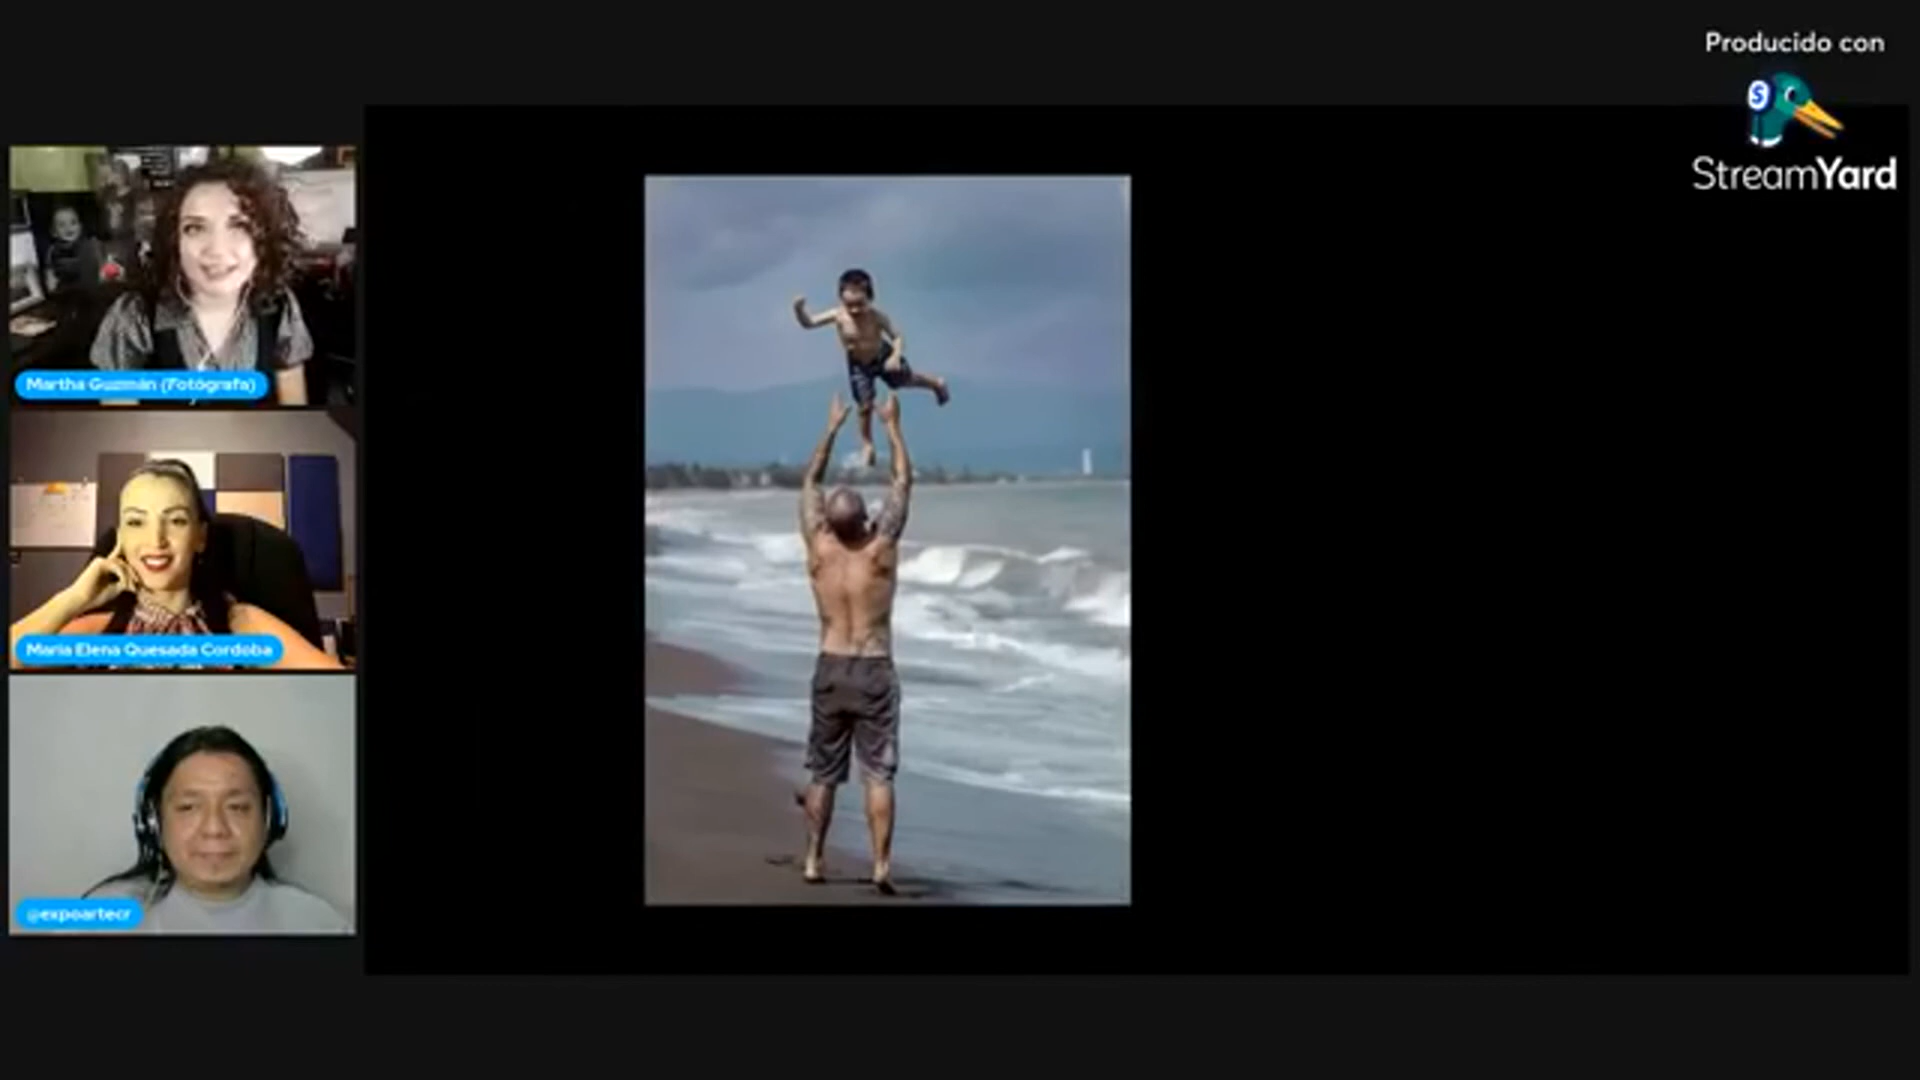 Producido con
StreamYard
Martha Guzmán (Fotógrafa)
Maria Elena Quesada Cordoba
@expoartecr